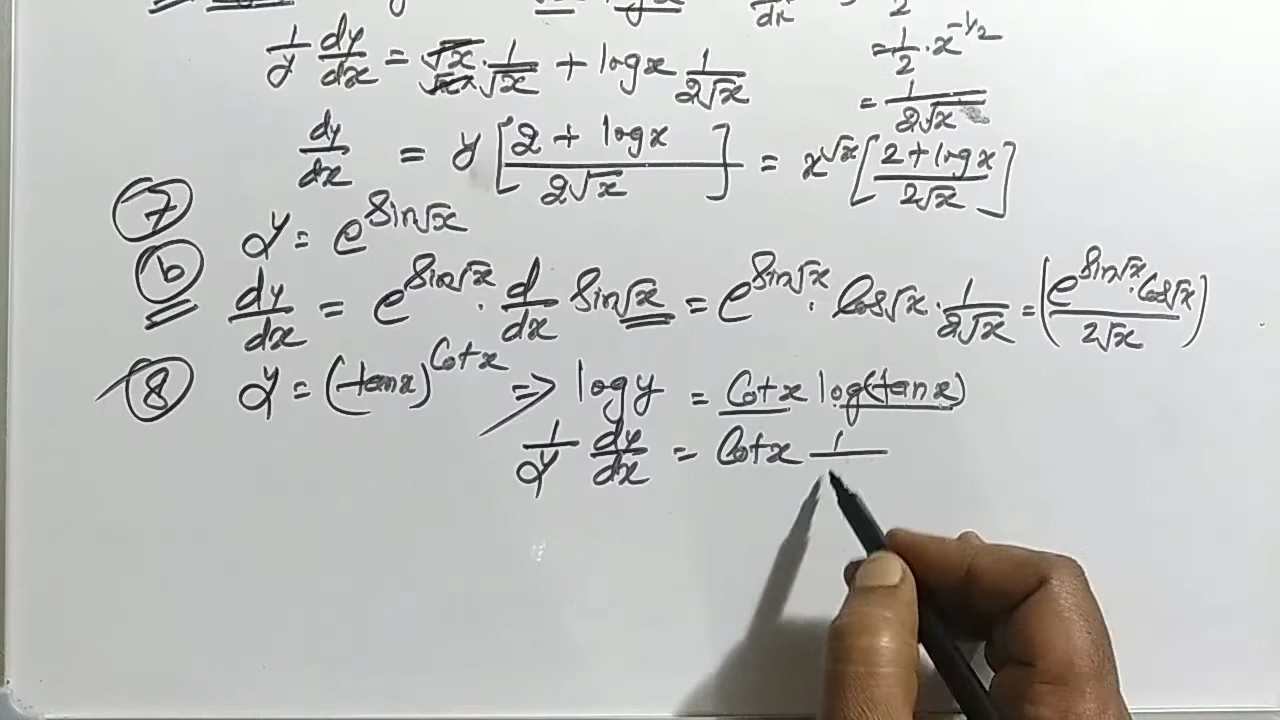 1/y dy/dx = √x · 1/√x + log x 1/2√x
= 1/2 · x^-1/2
= 1/2√x
dy/dx = y [2 + log x / 2√x] = x^√x [2 + log x / 2√x]
7 y = e^Sin√x
b dy/dx = e^Sin√x · d/dx Sin√x = e^Sin√x · Cos√x · 1/2√x = (e^Sin√x · Cos√x / 2√x)
8 y = (tan x)^Cot x => log y = Cot x log(tan x)
1/y dy/dx = Cot x 1/